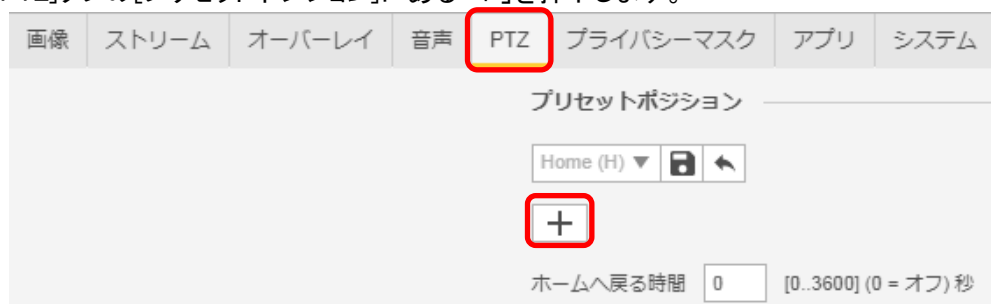 画像 ストリーム オーバーレイ 音声 PTZ プライバシーマスク アプリ システム
プリセットポジション
Home (H) ▼
+
ホームへ戻る時間 0 [0..3600] (0 = オフ) 秒